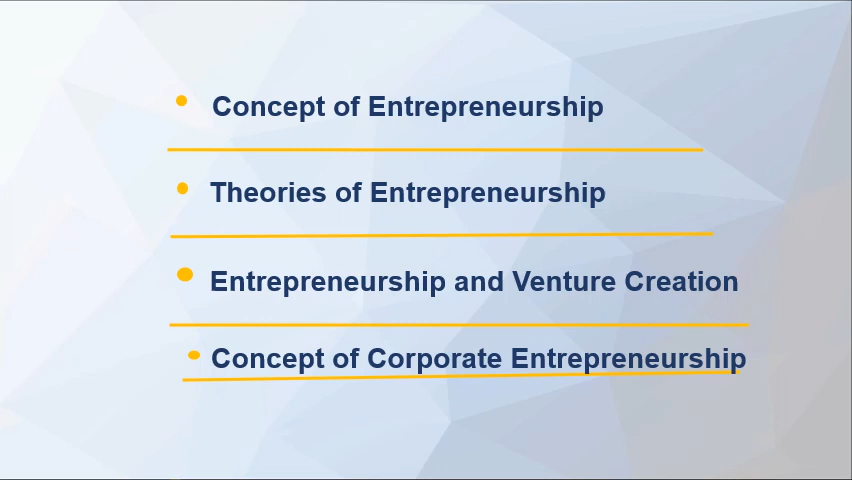 Concept of Entrepreneurship
Theories of Entrepreneurship
Entrepreneurship and Venture Creation
Concept of Corporate Entrepreneurship